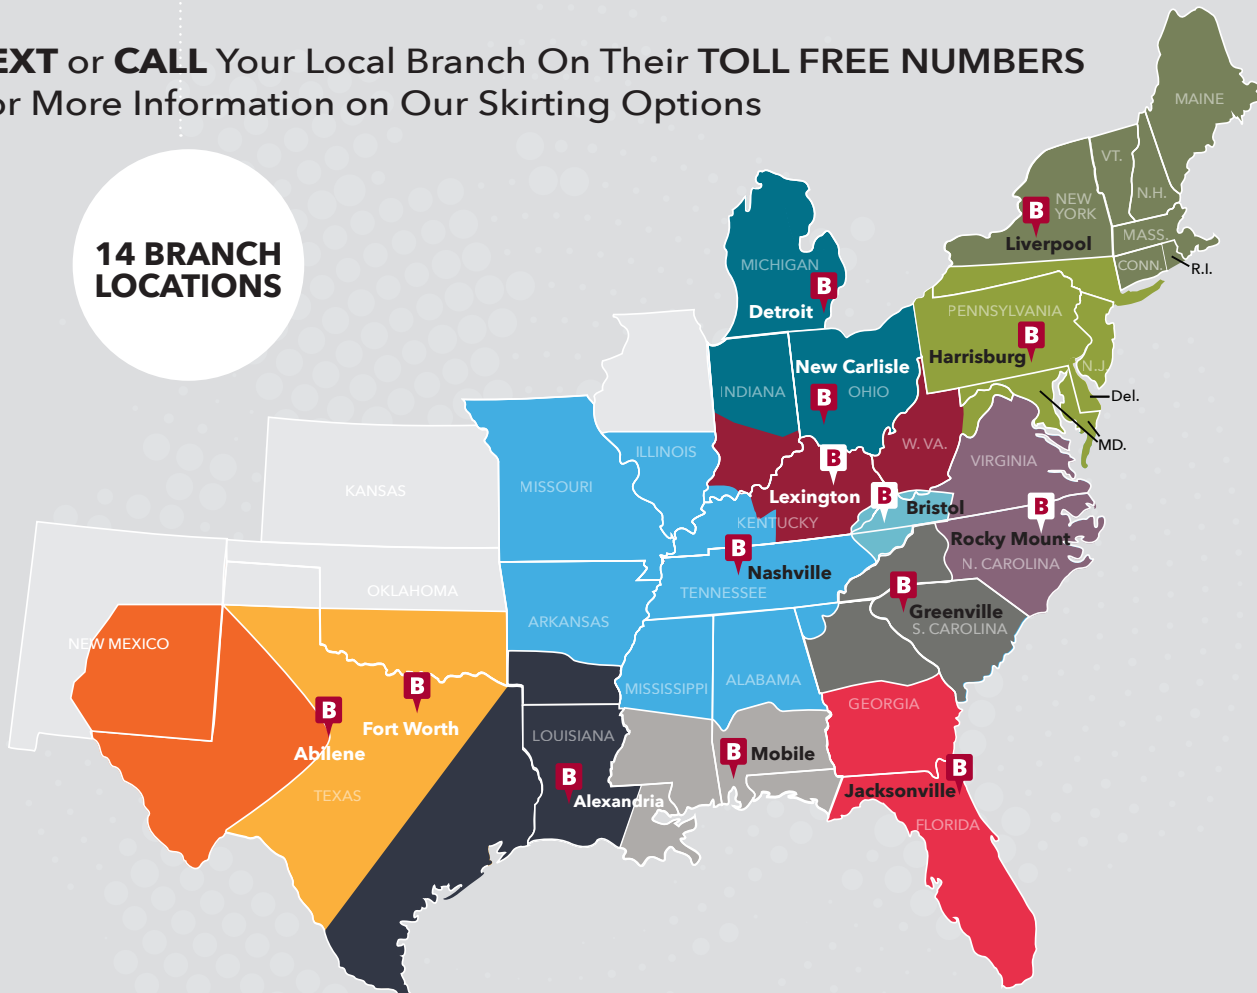 EXT or CALL Your Local Branch On Their TOLL FREE NUMBERS
or More Information on Our Skirting Options
14 BRANCH
LOCATIONS
MAINE
VT.
N.H.
NEW
YORK
B
Liverpool
MASS.
CONN.
R.I.
MICHIGAN
B
Detroit
PENNSYLVANIA
B
Harrisburg
N.J.
Del.
MD.
New Carlisle
B
OHIO
INDIANA
W. VA.
VIRGINIA
ILLINOIS
MISSOURI
KANSAS
B
Lexington
KENTUCKY
B
Bristol
B
Rocky Mount
N. CAROLINA
B
Nashville
TENNESSEE
OKLAHOMA
ARKANSAS
B
Greenville
S. CAROLINA
NEW MEXICO
MISSISSIPPI
ALABAMA
GEORGIA
B
Fort Worth
B
Abilene
TEXAS
LOUISIANA
B
Alexandria
B
Mobile
B
Jacksonville
FLORIDA